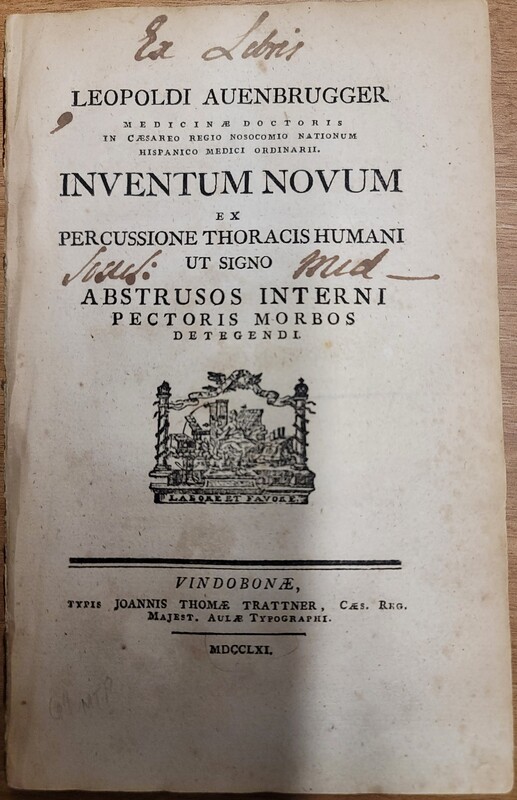 Ex Libris
LEOPOLDI AUENBRUGGER
MEDICINÆ DOCTORIS
IN CÆSAREO REGIO NOSOCOMIO NATIONUM
HISPANICO MEDICI ORDINARII.
INVENTUM NOVUM
EX
PERCUSSIONE THORACIS HUMANI
UT SIGNO
Med
ABSTRUSOS INTERNI
PECTORIS MORBOS
DETEGENDI.
LABORE ET FAVORE.
VINDOBONÆ,
TYPIS JOANNIS THOMÆ TRATTNER, CÆS. REG.
MAJEST. AULÆ TYPOGRAPHI.
MDCCLXI.